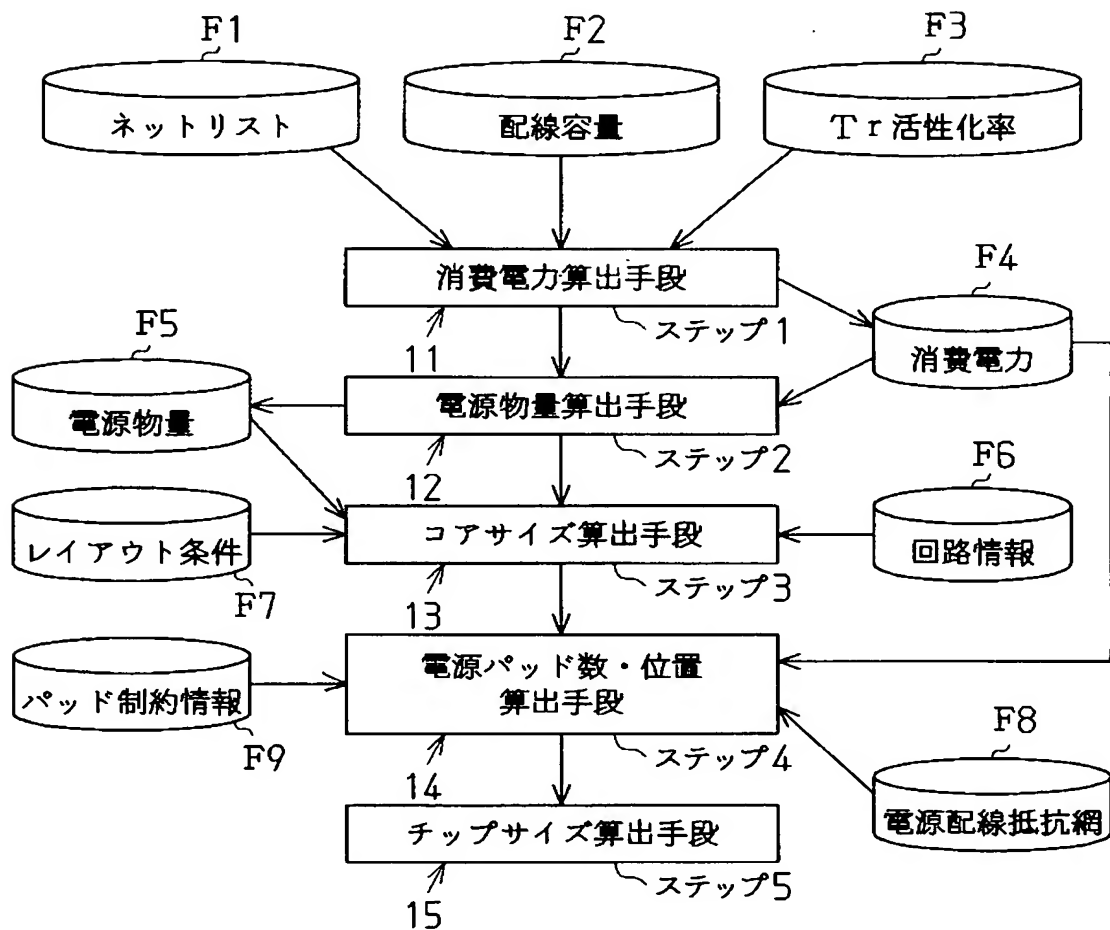 F1
F2
F3
ネットリスト
配線容量
Tr活性化率
消費電力算出手段
F4
11
ステップ1
消費電力
F5
電源物量
電源物量算出手段
12
ステップ2
F6
レイアウト条件
コアサイズ算出手段
回路情報
F7
13
ステップ3
パッド制約情報
電源パッド数・位置
算出手段
F9
14
ステップ4
F8
電源配線抵抗網
チップサイズ算出手段
15
ステップ5